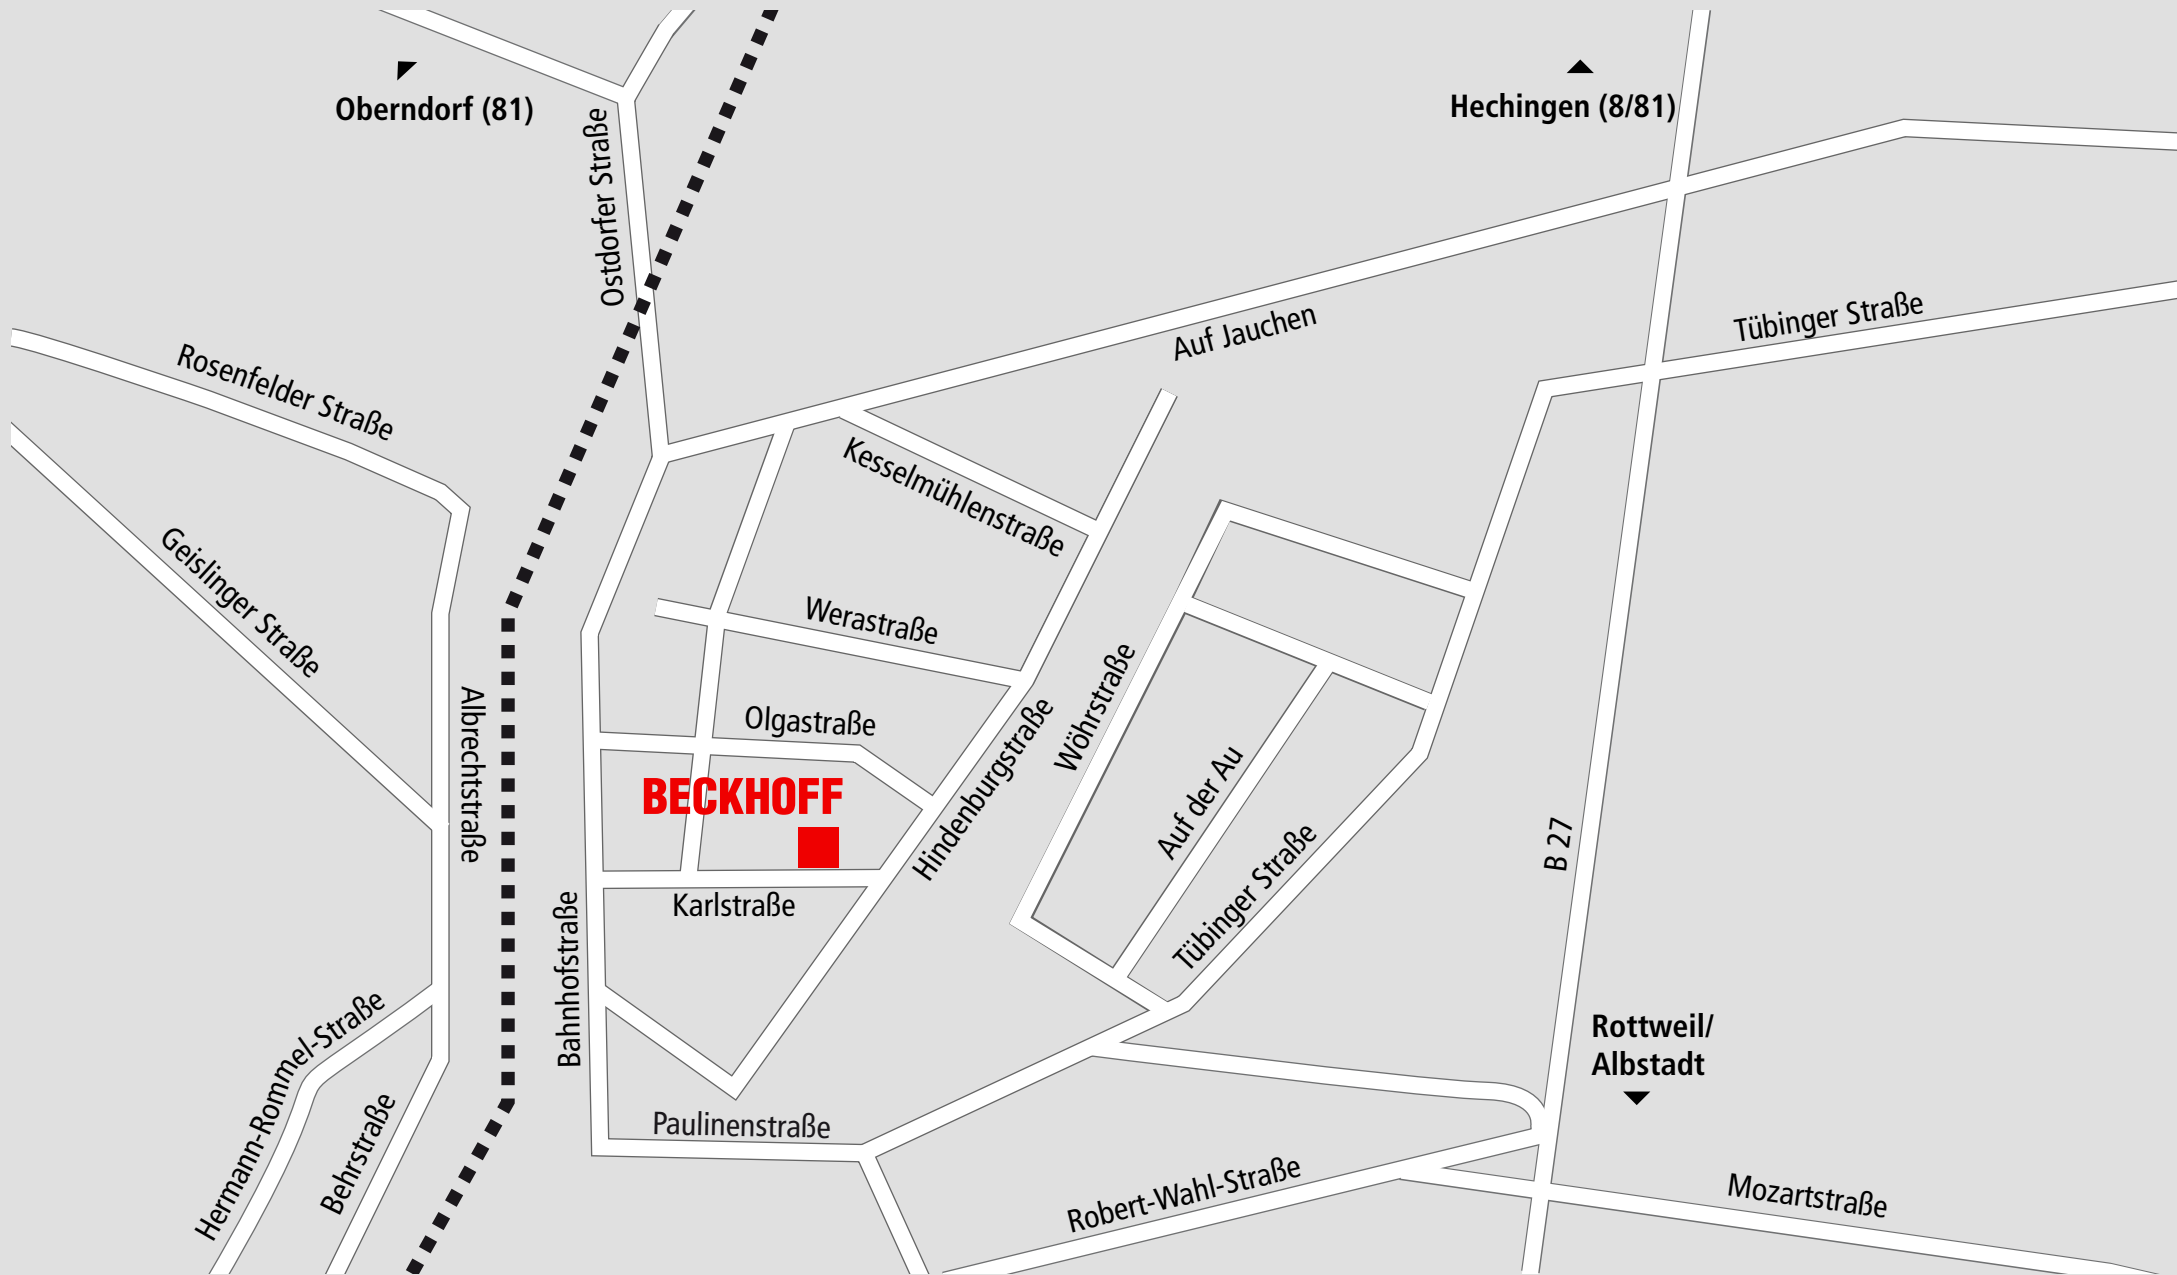 Oberndorf (81)
Hechingen (8/81)
Ostdorfer Straße
Auf Jauchen
Tübinger Straße
Rosenfelder Straße
Kesselmühlenstraße
Geislinger Straße
Werastraße
Wöhrstraße
Albrechtstraße
Olgastraße
Hindenburgstraße
BECKHOFF
Auf der Au
Tübinger Straße
B 27
Karlstraße
Bahnhofstraße
Hermann-Rommel-Straße
Rottweil/
Albstadt
Behrstraße
Paulinenstraße
Robert-Wahl-Straße
Mozartstraße